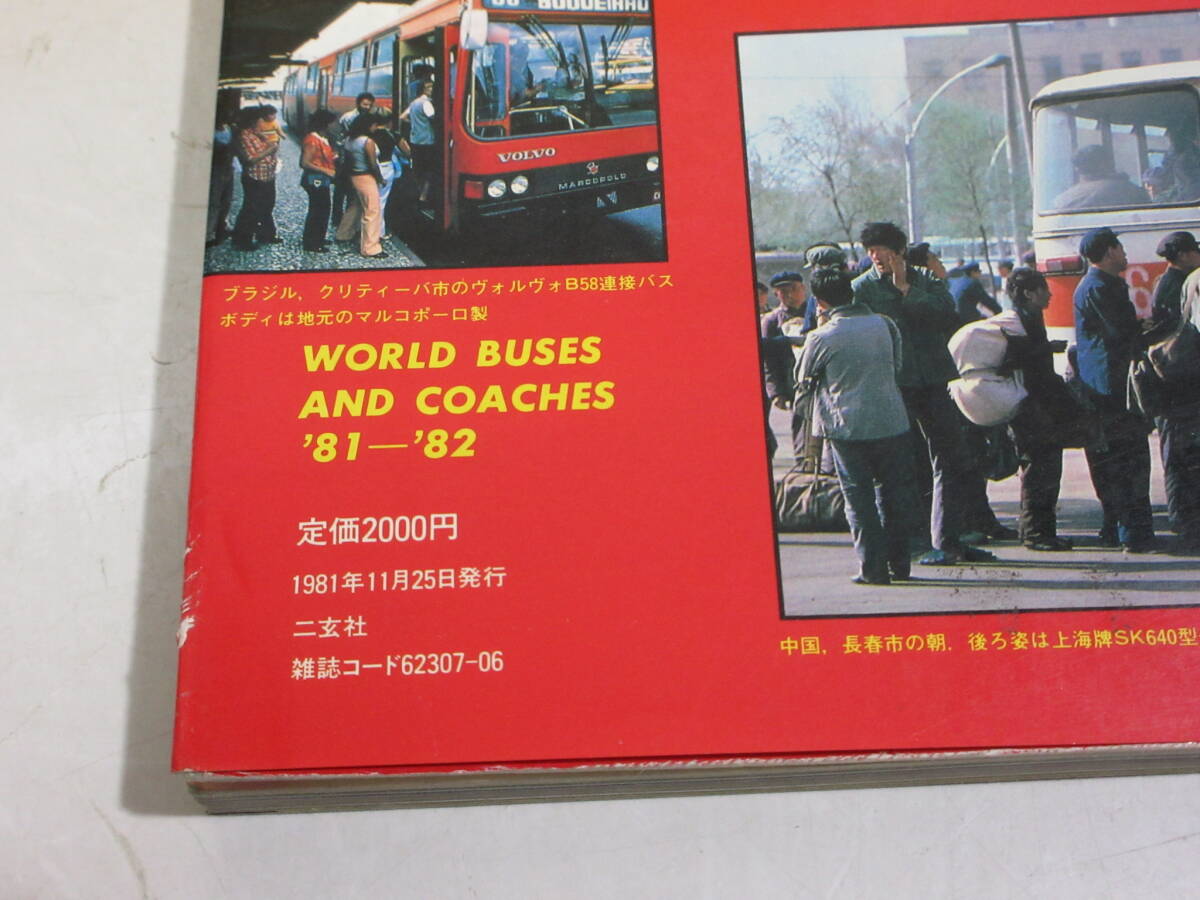 BOQUEIRÃO
VOLVO
MARCOPOLO
ブラジル,クリティーバ市のヴォルヴォB58連接バス
ボディは地元のマルコポーロ製
WORLD BUSES
AND COACHES
'81—'82
定価2000円
1981年11月25日発行
二玄社
雑誌コード62307-06
中国,長春市の朝.後ろ姿は上海牌SK640型